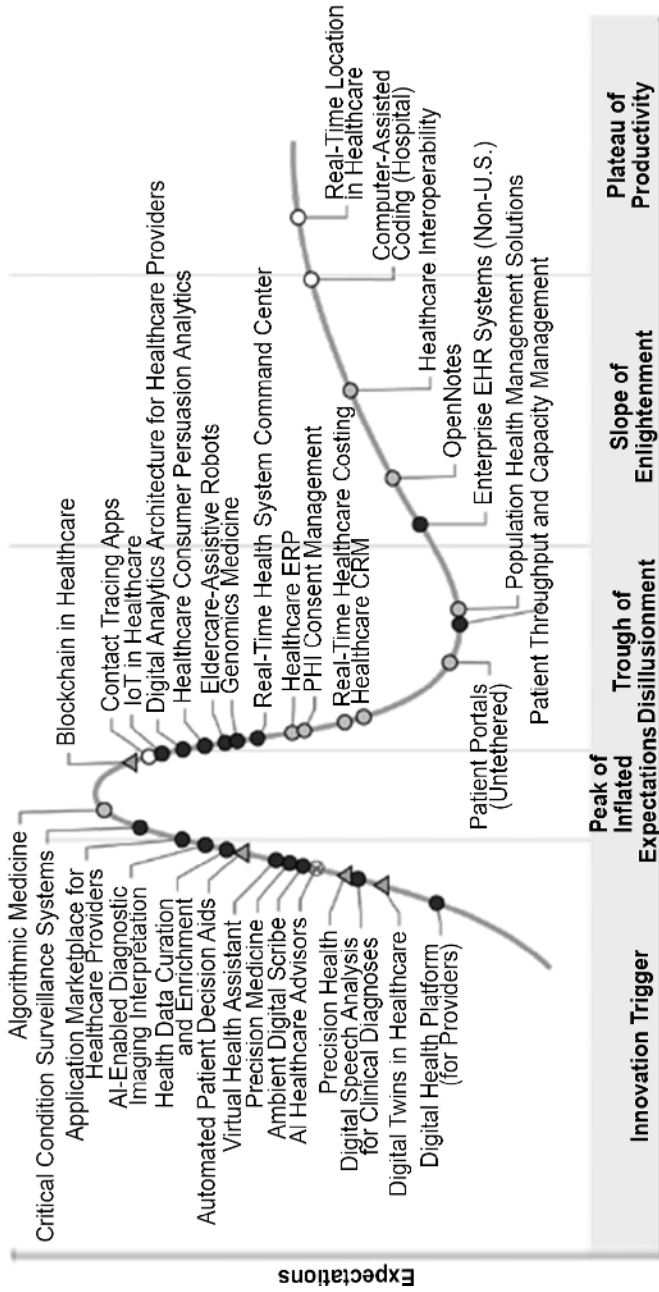 Expectations
Algorithmic Medicine
Critical Condition Surveillance Systems
Application Marketplace for
Healthcare Providers
AI-Enabled Diagnostic
Imaging Interpretation
Health Data Curation
and Enrichment
Automated Patient Decision Aids
Virtual Health Assistant
Precision Medicine
Ambient Digital Scribe
AI Healthcare Advisors
Precision Health
Digital Speech Analysis
for Clinical Diagnoses
Digital Twins in Healthcare
Digital Health Platform
(for Providers)
Blockchain in Healthcare
Contact Tracing Apps
IoT in Healthcare
Digital Analytics Architecture for Healthcare Providers
Healthcare Consumer Persuasion Analytics
Eldercare-Assistive Robots
Genomics Medicine
Real-Time Health System Command Center
Healthcare ERP
PHI Consent Management
Real-Time Healthcare Costing
Healthcare CRM
Patient Portals
(Untethered)
Patient Throughput and Capacity Management
Population Health Management Solutions
Enterprise EHR Systems (Non-U.S.)
OpenNotes
Healthcare Interoperability
Computer-Assisted
Coding (Hospital)
Real-Time Location
in Healthcare
Innovation Trigger
Peak of
Inflated
Expectations
Trough of
Disillusionment
Slope of
Enlightenment
Plateau of
Productivity